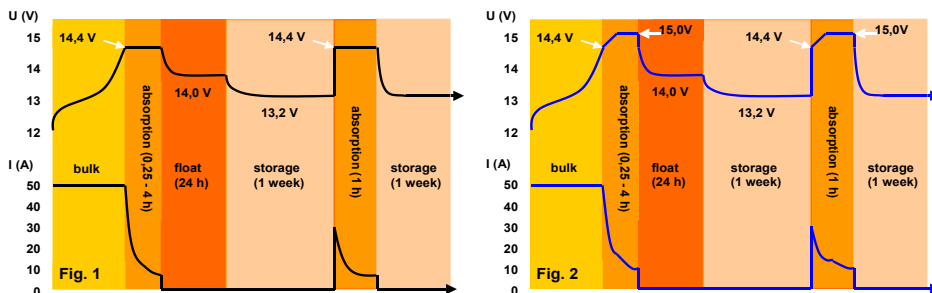 U (V)
15
14
13
12
14,4 V
14,0 V
13,2 V
14,4 V
I (A)
50
40
30
20
10
0
bulk
absorption (0,25 - 4 h)
float
(24 h)
storage
(1 week)
absorption (1 h)
storage
(1 week)
Fig. 1
U (V)
15
14
13
12
14,4 V
15,0V
14,0 V
13,2 V
14,4 V
15,0V
I (A)
50
40
30
20
10
0
bulk
absorption (0,25 - 4 h)
float
(24 h)
storage
(1 week)
absorption (1 h)
storage
(1 week)
Fig. 2